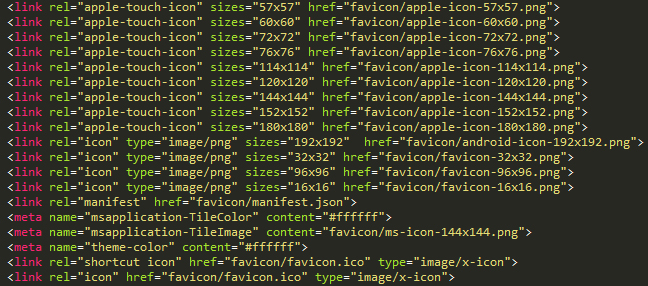 <link rel="apple-touch-icon" sizes="57x57" href="favicon/apple-icon-57x57.png">
<link rel="apple-touch-icon" sizes="60x60" href="favicon/apple-icon-60x60.png">
<link rel="apple-touch-icon" sizes="72x72" href="favicon/apple-icon-72x72.png">
<link rel="apple-touch-icon" sizes="76x76" href="favicon/apple-icon-76x76.png">
<link rel="apple-touch-icon" sizes="114x114" href="favicon/apple-icon-114x114.png">
<link rel="apple-touch-icon" sizes="120x120" href="favicon/apple-icon-120x120.png">
<link rel="apple-touch-icon" sizes="144x144" href="favicon/apple-icon-144x144.png">
<link rel="apple-touch-icon" sizes="152x152" href="favicon/apple-icon-152x152.png">
<link rel="apple-touch-icon" sizes="180x180" href="favicon/apple-icon-180x180.png">
<link rel="icon" type="image/png" sizes="192x192"  href="favicon/android-icon-192x192.png">
<link rel="icon" type="image/png" sizes="32x32" href="favicon/favicon-32x32.png">
<link rel="icon" type="image/png" sizes="96x96" href="favicon/favicon-96x96.png">
<link rel="icon" type="image/png" sizes="16x16" href="favicon/favicon-16x16.png">
<link rel="manifest" href="favicon/manifest.json">
<meta name="msapplication-TileColor" content="#ffffff">
<meta name="msapplication-TileImage" content="favicon/ms-icon-144x144.png">
<meta name="theme-color" content="#ffffff">
<link rel="shortcut icon" href="favicon/favicon.ico" type="image/x-icon">
<link rel="icon" href="favicon/favicon.ico" type="image/x-icon">